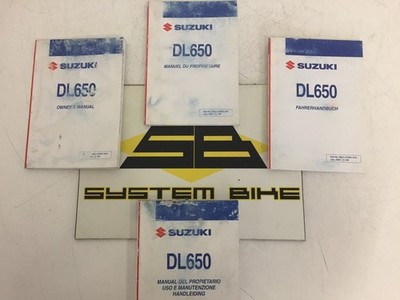 SUZUKI
DL650
OWNER'S MANUAL
SUZUKI
DL650
MANUEL DU PROPRIETAIRE
SUZUKI
DL650
FAHRERHANDBUCH
SB
SYSTEM BIKE
SUZUKI
DL650
MANUAL DEL PROPIETARIO
USO E MANUTENZIONE
HANDLEIDING